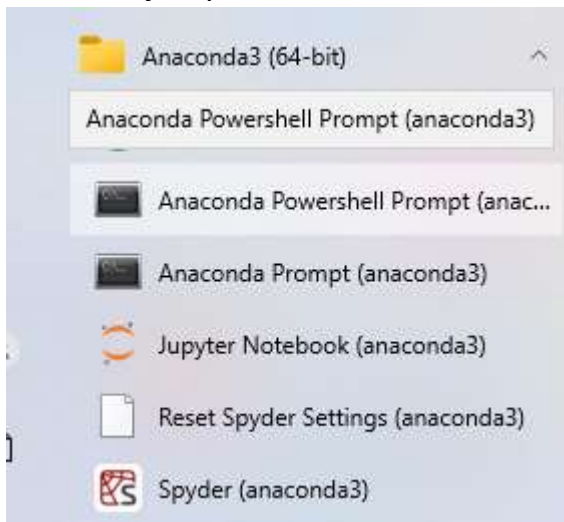 Anaconda3 (64-bit)
Anaconda Powershell Prompt (anaconda3)
Anaconda Powershell Prompt (anac...
Anaconda Prompt (anaconda3)
Jupyter Notebook (anaconda3)
Reset Spyder Settings (anaconda3)
Spyder (anaconda3)